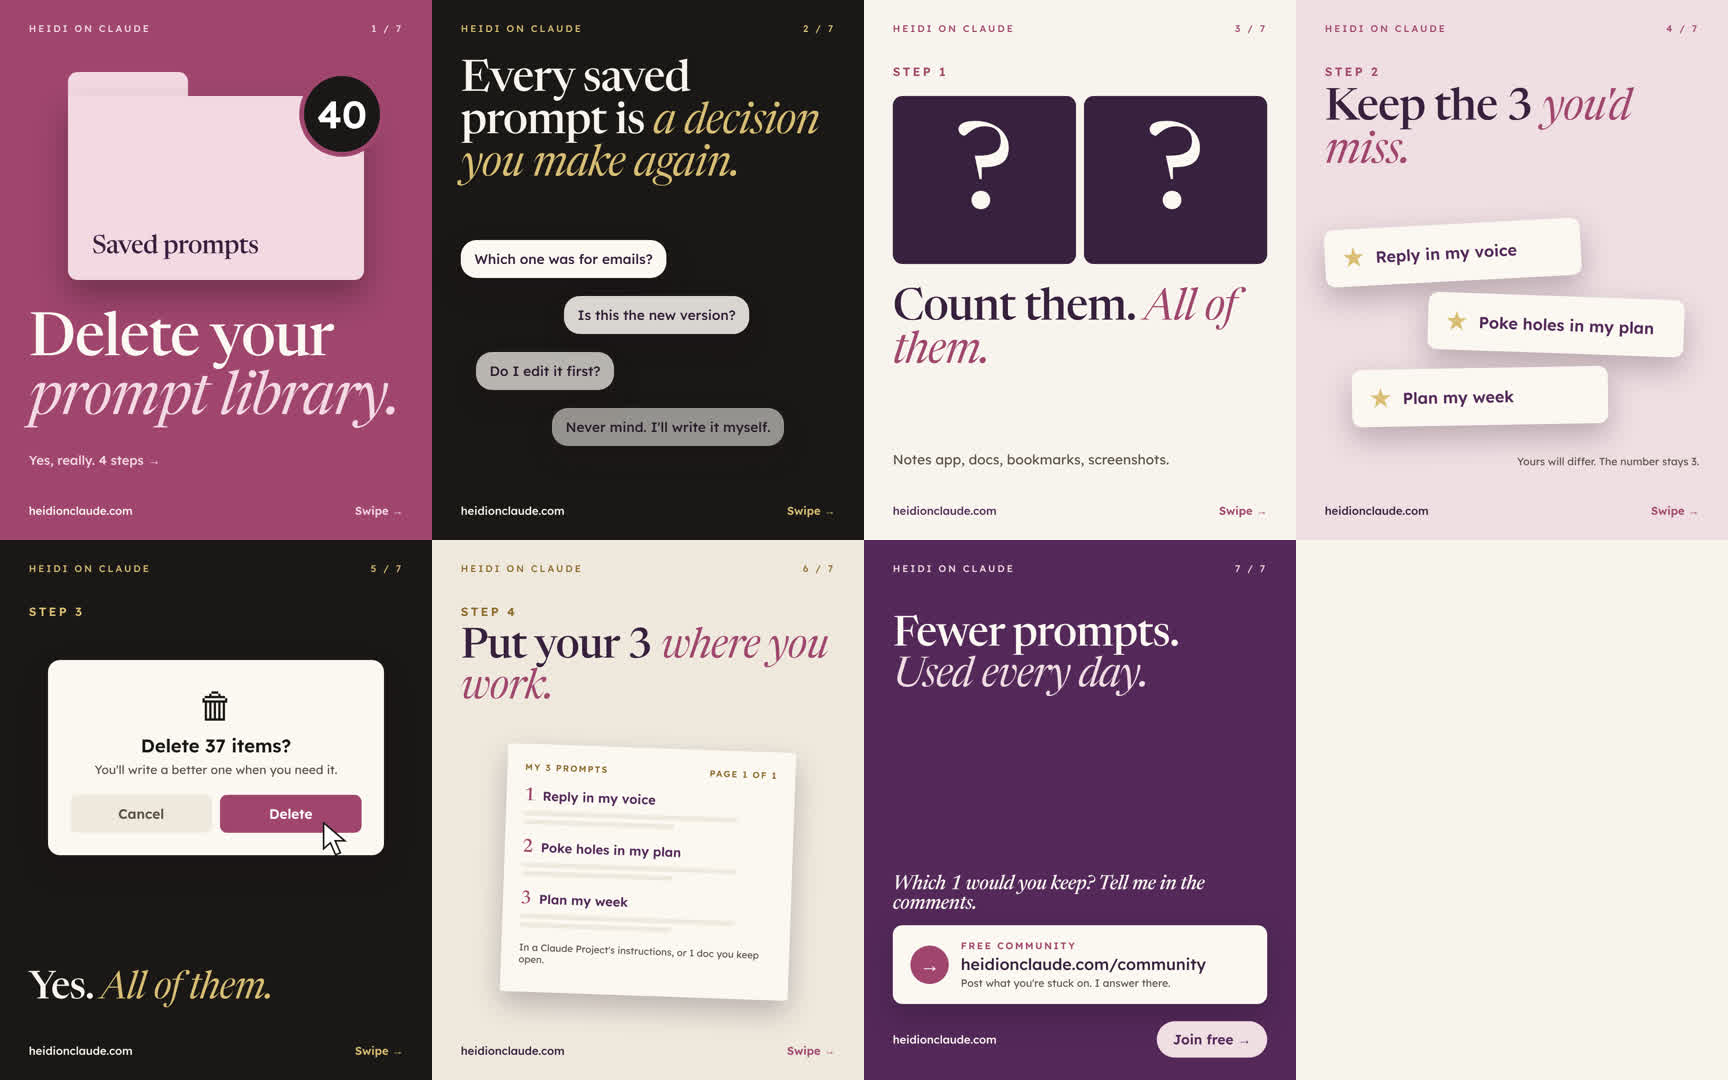 HEIDI ON CLAUDE
1 / 7
40
Saved prompts
Delete your
prompt library.
Yes, really. 4 steps →
heidionclaude.com
Swipe →
HEIDI ON CLAUDE
2 / 7
Every saved
prompt is a decision
you make again.
Which one was for emails?
Is this the new version?
Do I edit it first?
Never mind. I'll write it myself.
heidionclaude.com
Swipe →
HEIDI ON CLAUDE
3 / 7
STEP 1
? ?
Count them. All of
them.
Notes app, docs, bookmarks, screenshots.
heidionclaude.com
Swipe →
HEIDI ON CLAUDE
4 / 7
STEP 2
Keep the 3 you'd
miss.
★ Reply in my voice
★ Poke holes in my plan
★ Plan my week
Yours will differ. The number stays 3.
heidionclaude.com
Swipe →
HEIDI ON CLAUDE
5 / 7
STEP 3
Delete 37 items?
You'll write a better one when you need it.
Cancel
Delete
Yes. All of them.
heidionclaude.com
Swipe →
HEIDI ON CLAUDE
6 / 7
STEP 4
Put your 3 where you
work.
MY 3 PROMPTS
PAGE 1 OF 1
1 Reply in my voice
2 Poke holes in my plan
3 Plan my week
In a Claude Project's instructions, or 1 doc you keep
open.
heidionclaude.com
Swipe →
HEIDI ON CLAUDE
7 / 7
Fewer prompts.
Used every day.
Which 1 would you keep? Tell me in the
comments.
→
FREE COMMUNITY
heidionclaude.com/community
Post what you're stuck on. I answer there.
heidionclaude.com
Join free →